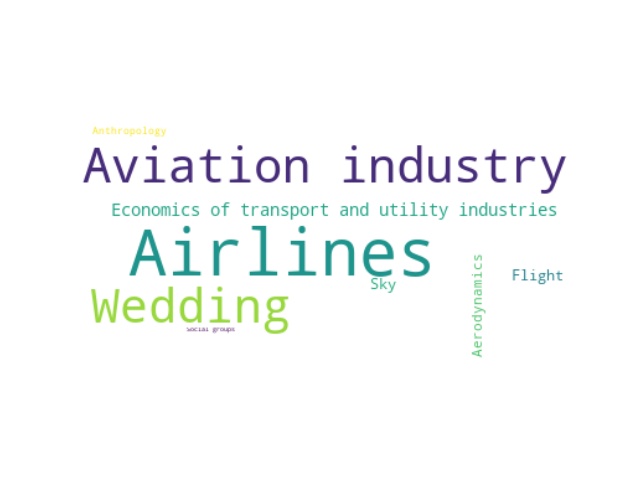 Anthropology
Aviation industry
Economics of transport and utility industries
Airlines
Sky
Flight
Aerodynamics
Wedding
Social groups